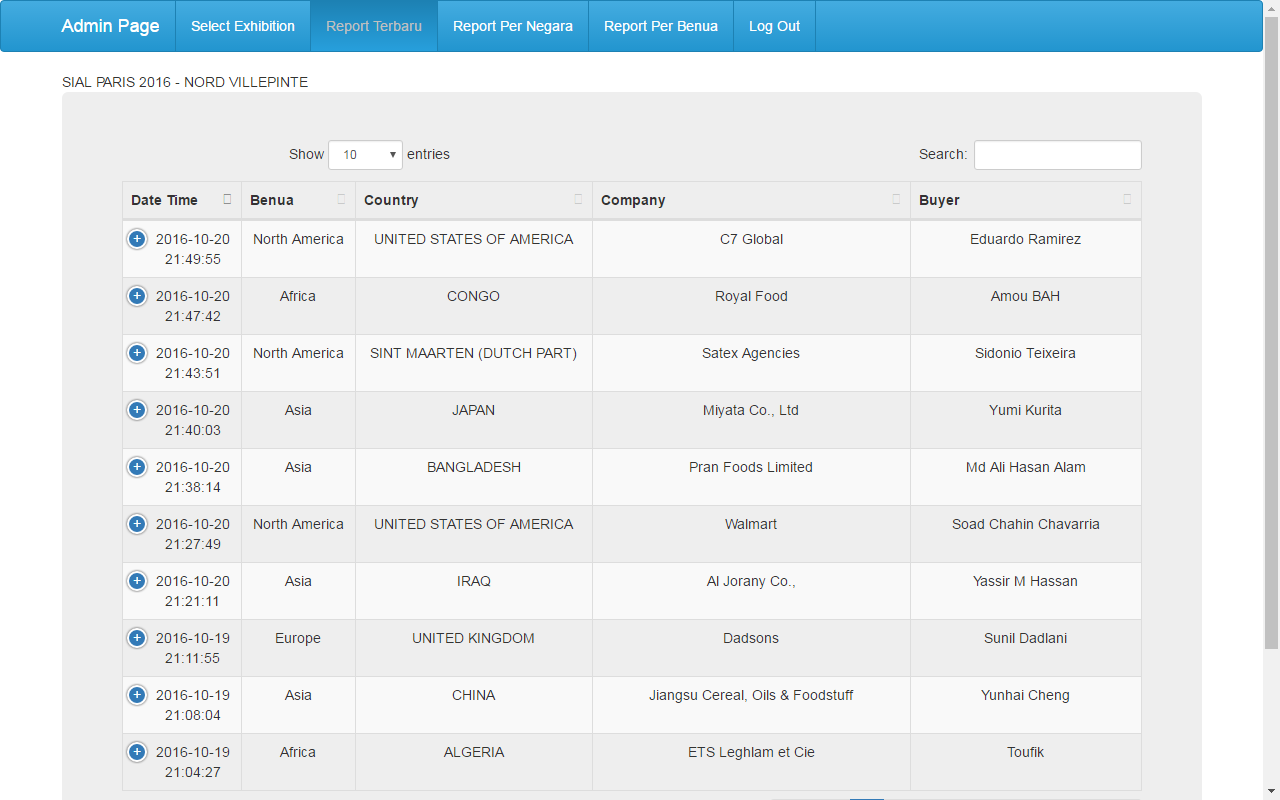 Admin Page Select Exhibition Report Terbaru Report Per Negara Report Per Benua Log Out
SIAL PARIS 2016 - NORD VILLEPINTE
Show 10 entries Search:
Date Time Benua Country Company Buyer
2016-10-20 North America UNITED STATES OF AMERICA C7 Global Eduardo Ramirez
21:49:55
2016-10-20 Africa CONGO Royal Food Amou BAH
21:47:42
2016-10-20 North America SINT MAARTEN (DUTCH PART) Satex Agencies Sidonio Teixeira
21:43:51
2016-10-20 Asia JAPAN Miyata Co., Ltd Yumi Kurita
21:40:03
2016-10-20 Asia BANGLADESH Pran Foods Limited Md Ali Hasan Alam
21:38:14
2016-10-20 North America UNITED STATES OF AMERICA Walmart Soad Chahin Chavarria
21:27:49
2016-10-20 Asia IRAQ Al Jorany Co., Yassir M Hassan
21:21:11
2016-10-19 Europe UNITED KINGDOM Dadsons Sunil Dadlani
21:11:55
2016-10-19 Asia CHINA Jiangsu Cereal, Oils & Foodstuff Yunhai Cheng
21:08:04
2016-10-19 Africa ALGERIA ETS Leghlam et Cie Toufik
21:04:27